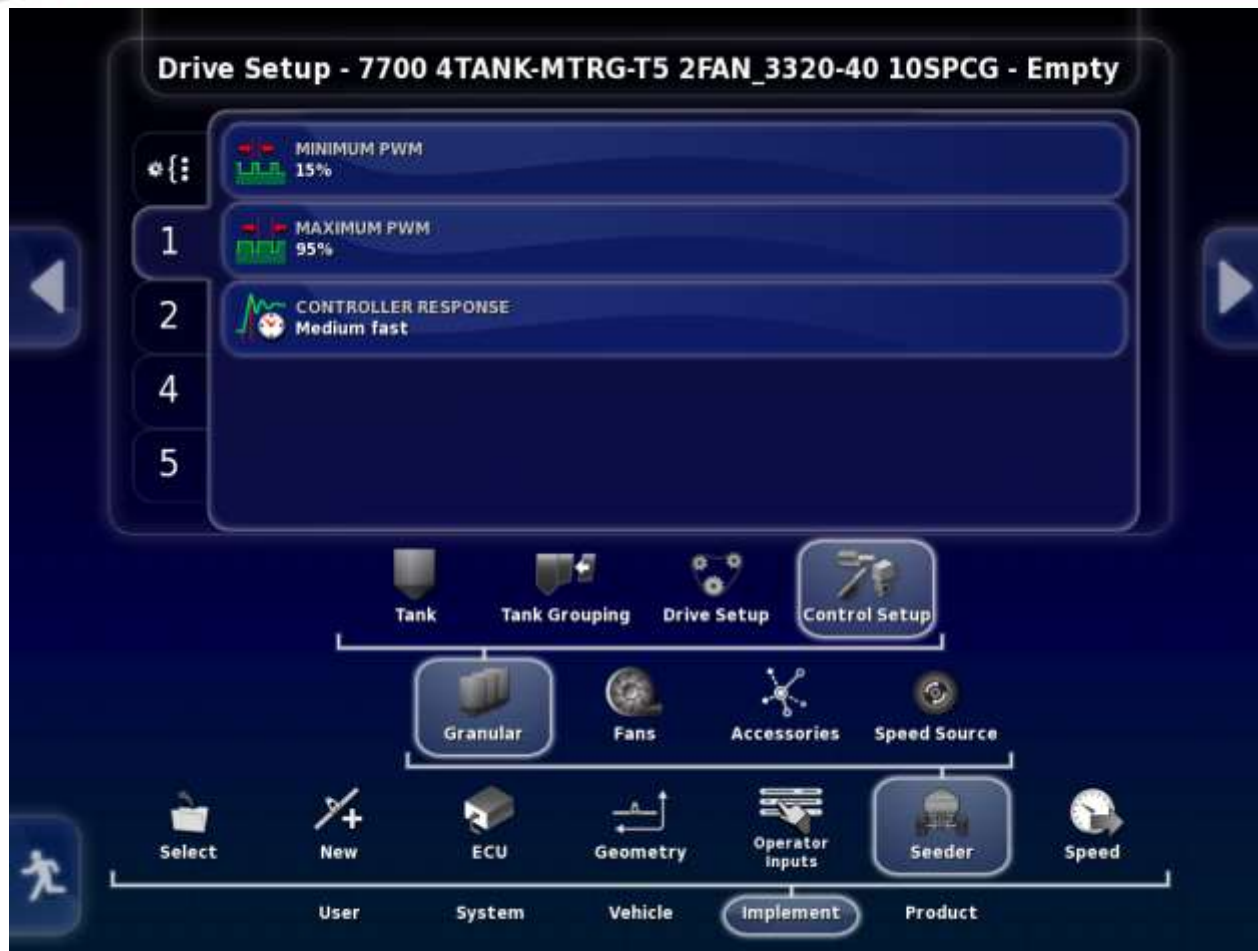 Drive Setup - 7700 4TANK-MTRG-T5 2FAN_3320-40 10SPCG - Empty
MINIMUM PWM
15%
1
MAXIMUM PWM
95%
2
CONTROLLER RESPONSE
Medium fast
4
5
Tank
Tank Grouping
Drive Setup
Control Setup
Granular
Fans
Accessories
Speed Source
Select
New
ECU
Geometry
Operator
Inputs
Seeder
Speed
User
System
Vehicle
Implement
Product